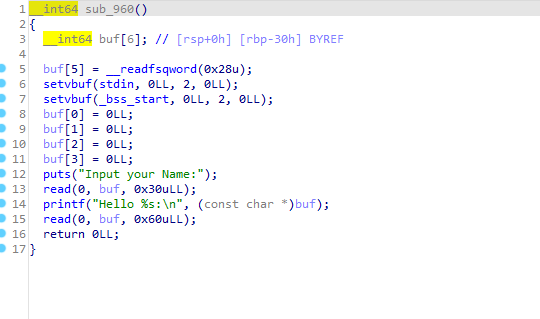 1 __int64 sub_960()
2 {
3 __int64 buf[6]; // [rsp+0h] [rbp-30h] BYREF
4
5 buf[5] = __readfsqword(0x28u);
6 setvbuf(stdin, 0LL, 2, 0LL);
7 setvbuf(_bss_start, 0LL, 2, 0LL);
8 buf[0] = 0LL;
9 buf[1] = 0LL;
10 buf[2] = 0LL;
11 buf[3] = 0LL;
12 puts("Input your Name:");
13 read(0, buf, 0x30uLL);
14 printf("Hello %s:\n", (const char *)buf);
15 read(0, buf, 0x60uLL);
16 return 0LL;
17 }